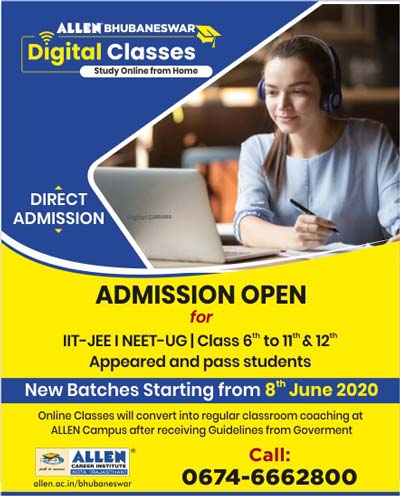 ALLEN BHUBANESWAR
Digital Classes
Study Online from Home
DIRECT
ADMISSION
Digital Classes
ADMISSION OPEN
for
IIT-JEE I NEET-UG | Class 6th to 11th & 12th
Appeared and pass students
New Batches Starting from 8th June 2020
Online Classes will convert into regular classroom coaching at
ALLEN Campus after receiving Guidelines from Goverment
ALLEN®
CAREER INSTITUTE
KOTA (RAJASTHAN)
path to success
allen.ac.in/bhubaneswar
Call:
0674-6662800